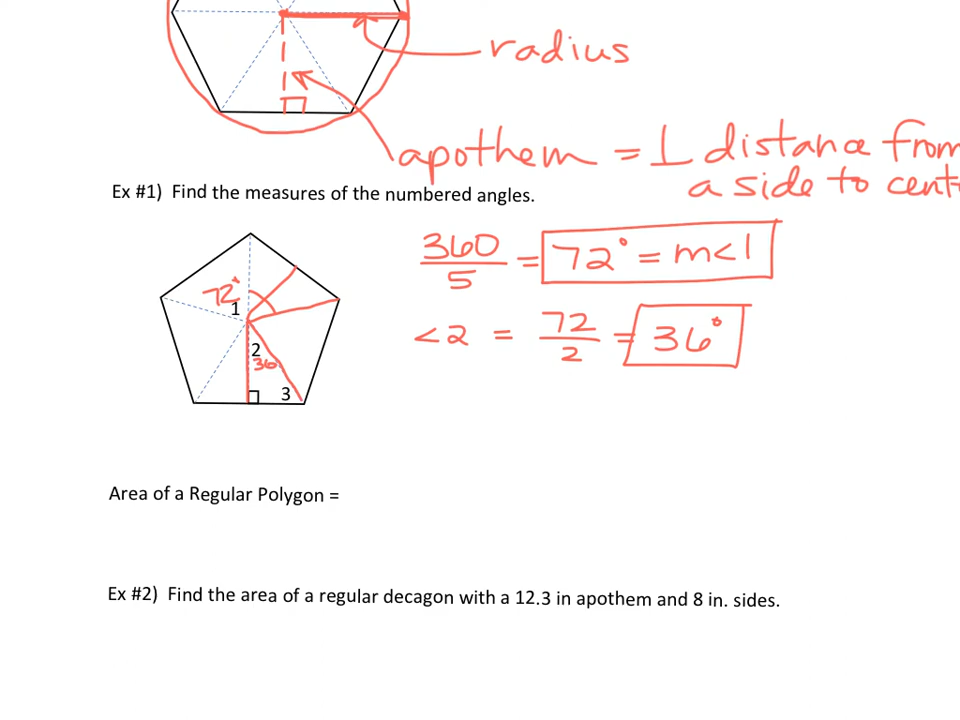 radius
apothem = ⊥ distance from
a side to cent
Ex #1) Find the measures of the numbered angles.
360/5 = 72° = m<1
72°
1
<2 = 72/2 = 36°
2
36
3
Area of a Regular Polygon =
Ex #2) Find the area of a regular decagon with a 12.3 in apothem and 8 in. sides.